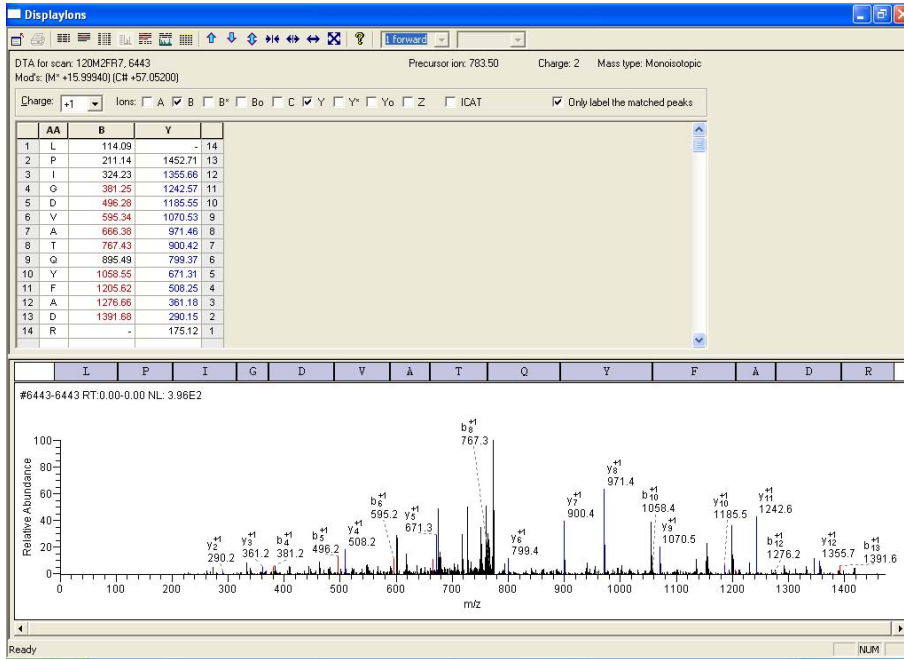 DisplayIons
1 forward
DTA for scan: 120M2FR7, 6443 Precursor ion: 783.50 Charge: 2 Mass type: Monoisotopic
Mod's: (M* +15.99940) (C# +57.05200)
Charge: +1 Ions: A B B* Bo C Y Y* Yo Z ICAT Only label the matched peaks
AA B Y
1 L 114.09 - 14
2 P 211.14 1452.71 13
3 I 324.23 1355.66 12
4 G 381.25 1242.57 11
5 D 496.28 1185.55 10
6 V 595.34 1070.53 9
7 A 666.38 971.46 8
8 T 767.43 900.42 7
9 Q 895.49 799.37 6
10 Y 1058.55 671.31 5
11 F 1205.62 508.25 4
12 A 1276.66 361.18 3
13 D 1391.68 290.15 2
14 R - 175.12 1
L P I G D V A T Q Y F A D R
#6443-6443 RT:0.00-0.00 NL: 3.96E2
Relative Abundance
100
80
60
40
20
0
y2+1
290.2
y3+1
361.2
b4+1
381.2
b5+1
496.2
y4+1
508.2
b6+1
595.2
y5+1
671.3
b8+1
767.3
y6+1
799.4
y7+1
900.4
y8+1
971.4
b10+1
1058.4
y9+1
1070.5
y10+1
1185.5
y11+1
1242.6
b12+1
1276.2
y12+1
1355.7
b13+1
1391.6
0 100 200 300 400 500 600 700 800 900 1000 1100 1200 1300 1400
m/z
Ready NUM